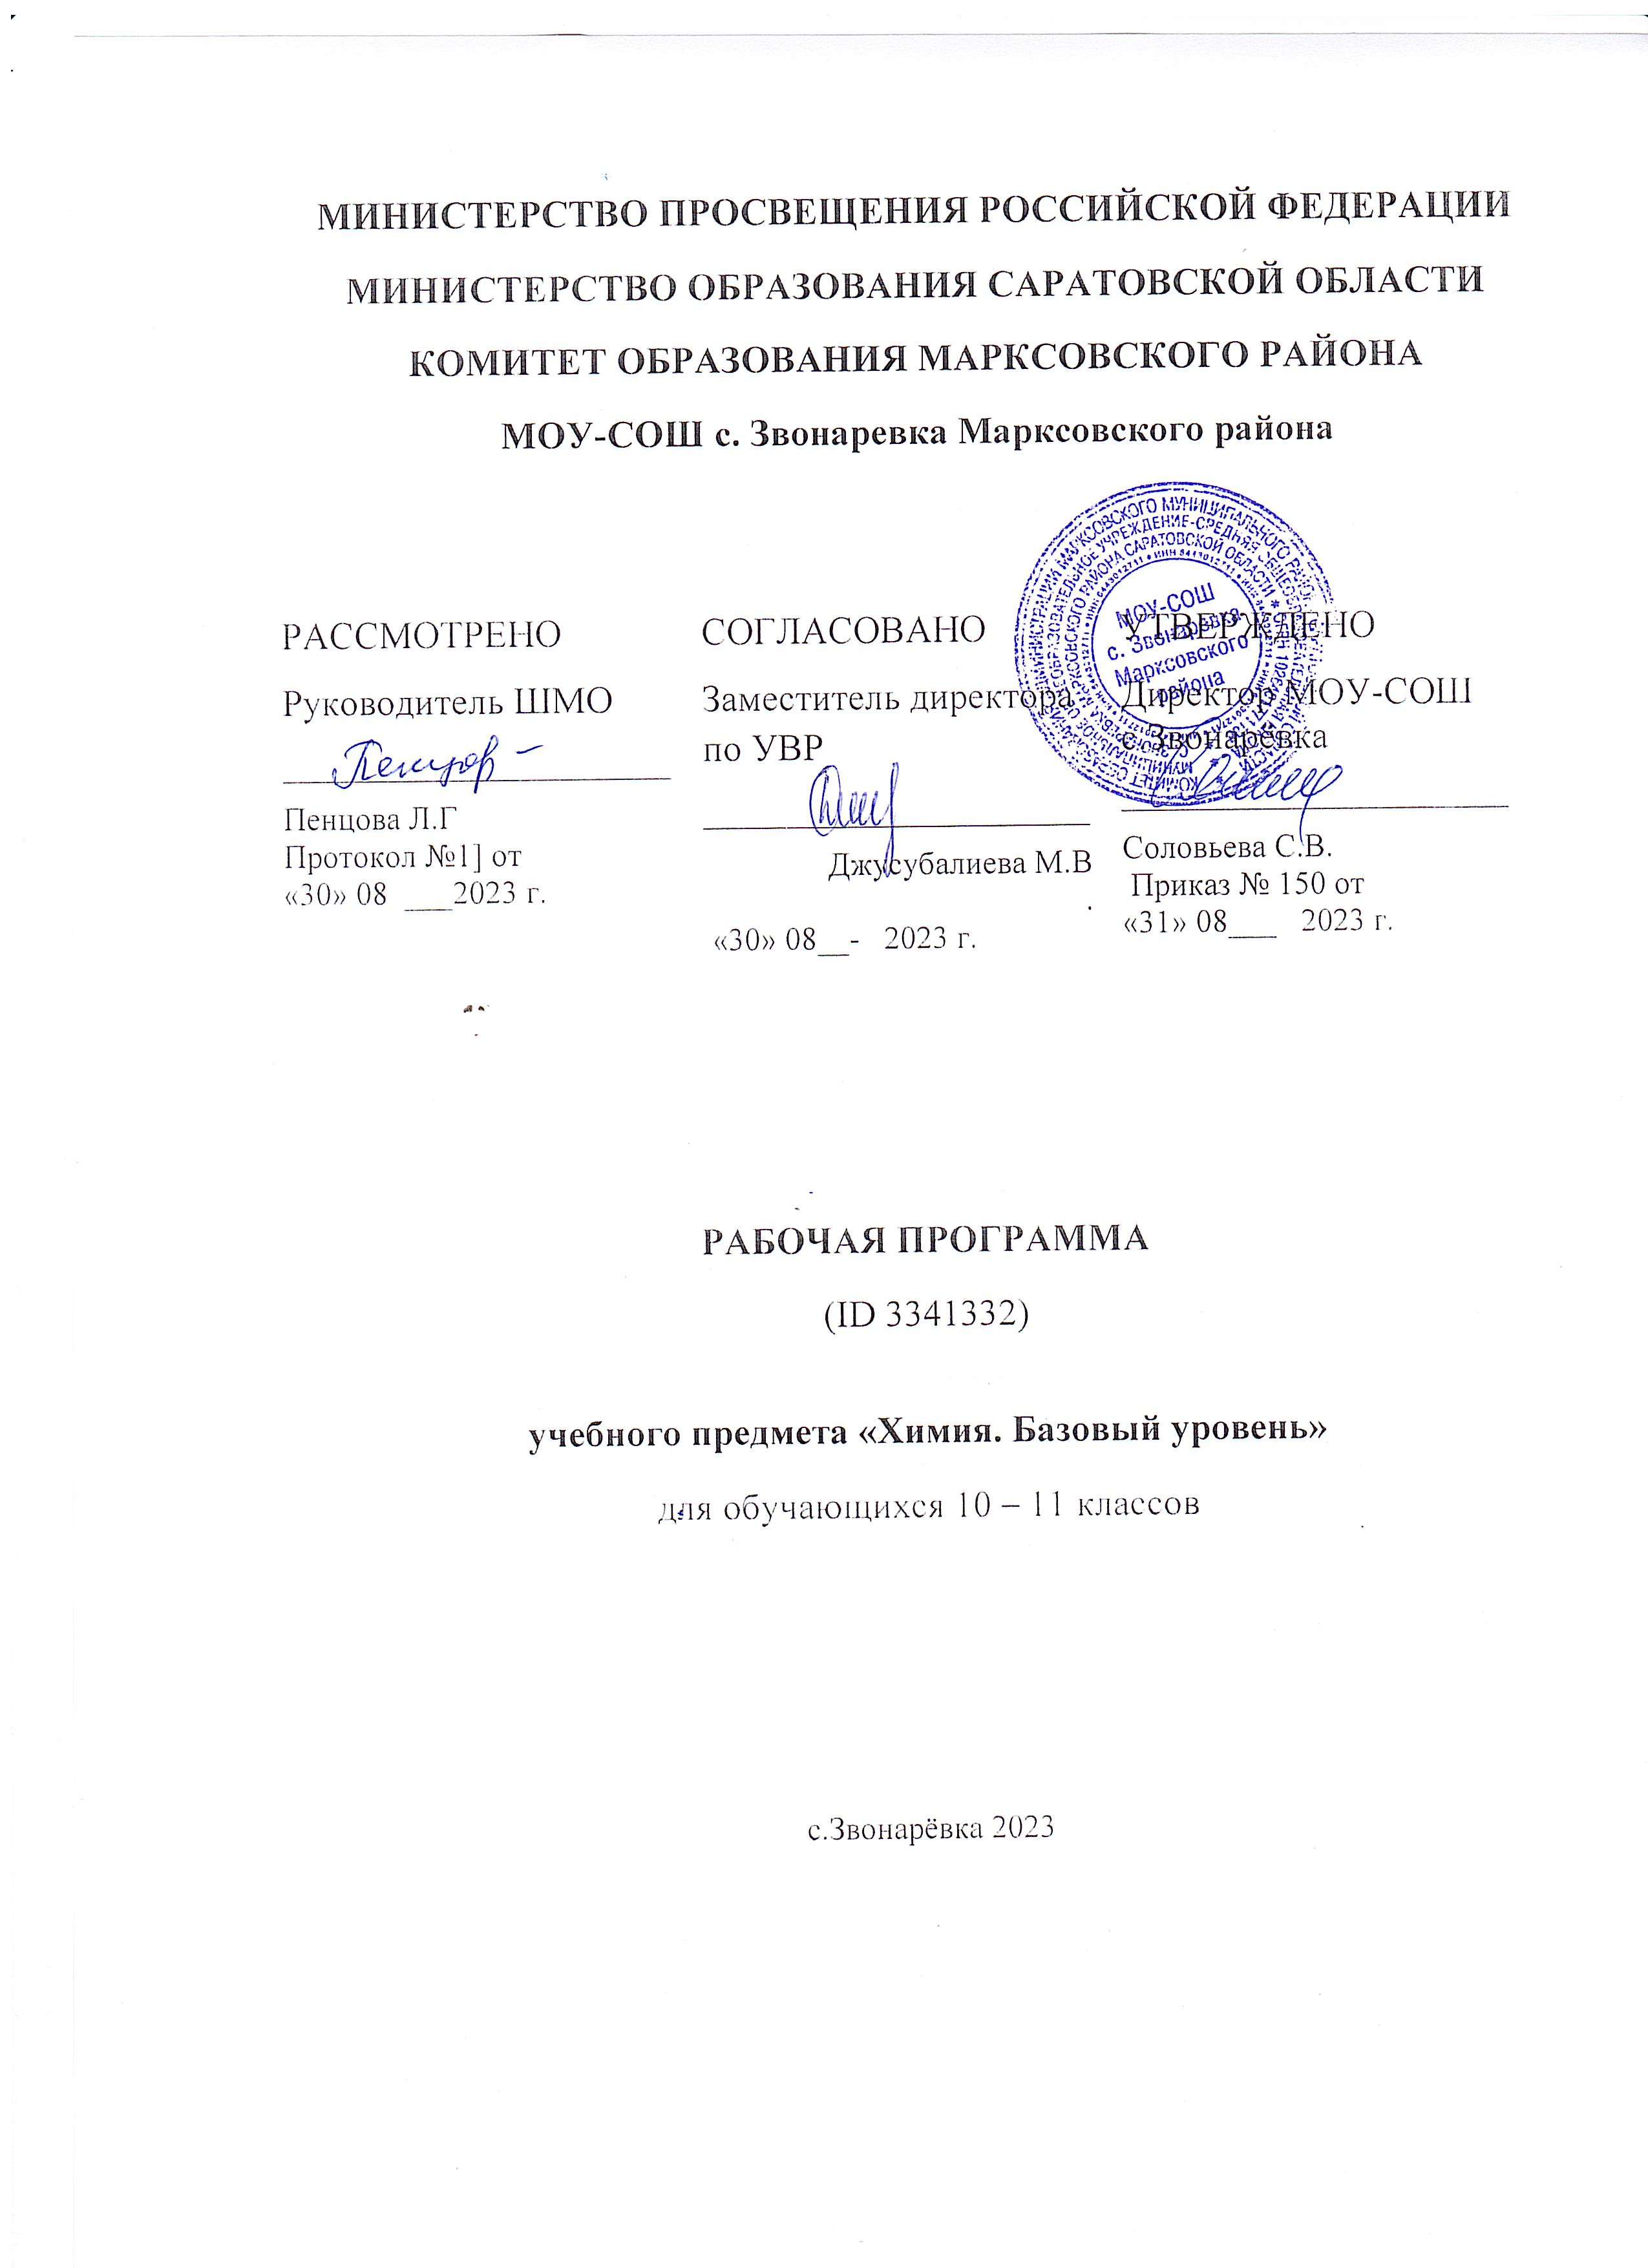 МИНИСТЕРСТВО ПРОСВЕЩЕНИЯ РОССИЙСКОЙ ФЕДЕРАЦИИ
МИНИСТЕРСТВО ОБРАЗОВАНИЯ САРАТОВСКОЙ ОБЛАСТИ
КОМИТЕТ ОБРАЗОВАНИЯ МАРКСОВСКОГО РАЙОНА
МОУ-СОШ с. Звонаревка Марксовского района
РАССМОТРЕНО
Руководитель ШМО
Пенцова Л.Г
Протокол №1] от
«30» 08 ___2023 г.
СОГЛАСОВАНО
Заместитель директора
по УВР
Джусубалиева М.В
«30» 08__- 2023 г.
УТВЕРЖДЕНО
Директор МОУ-СОШ
с Звонаревка
Соловьева С.В.
Приказ № 150 от
«31» 08___ 2023 г.
МОУ-СОШ
с. Звонаревка
Марксовского
района
РАБОЧАЯ ПРОГРАММА
(ID 3341332)
учебного предмета «Химия. Базовый уровень»
для обучающихся 10 – 11 классов
с.Звонарёвка 2023